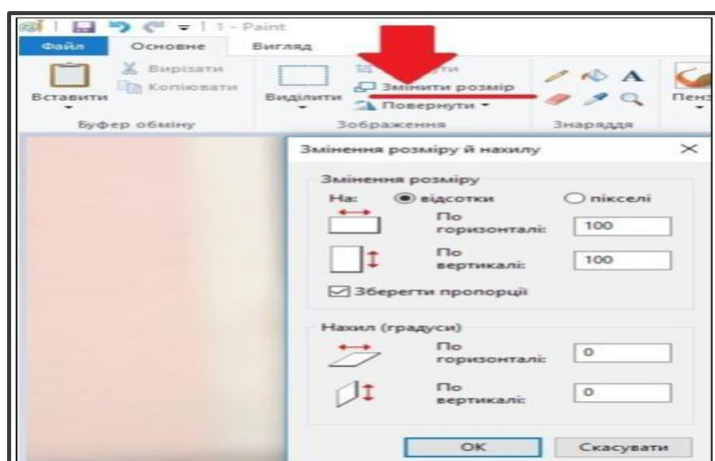 1 - Paint
Файл Основне Вигляд
Вирізати
Копіювати
Вставити
Буфер обміну
Виділити
Змінити розмір
Повернути
Зображення
A
Знаряддя
Змінення розміру й нахилу
Змінення розміру
На: відсотки пікселі
По
горизонталі: 100
По
вертикалі: 100
Зберегти пропорції
Нахил (градуси)
По
горизонталі: 0
По
вертикалі: 0
OK Скасувати